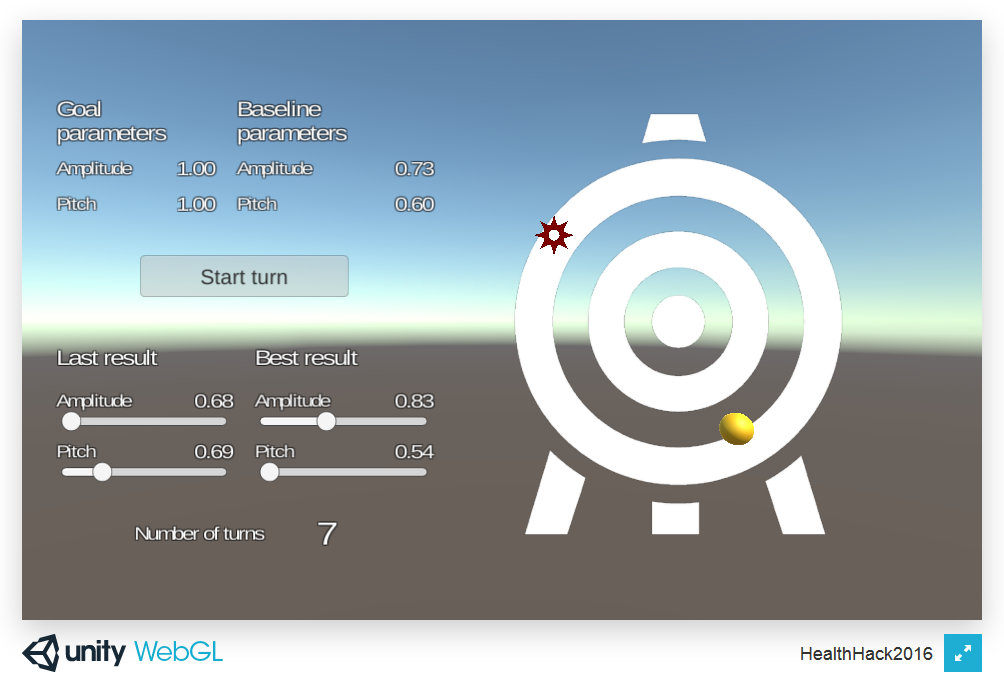 Goal parameters
Baseline parameters
Amplitude 1.00
Amplitude 0.73
Pitch 1.00
Pitch 0.60
Start turn
Last result
Best result
Amplitude 0.68
Amplitude 0.83
Pitch 0.69
Pitch 0.54
Number of turns 7
unity WebGL
HealthHack2016